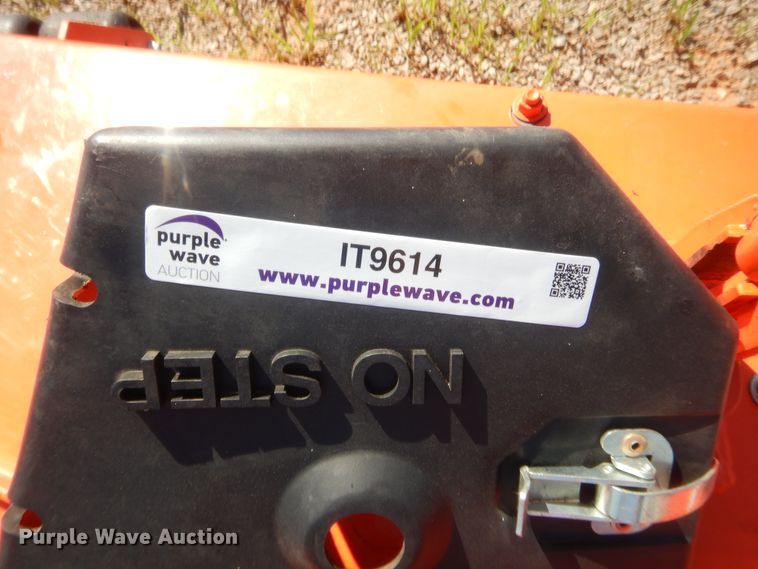 purple
wave
AUCTION
IT9614
www.purplewave.com
NO STEP
Purple Wave Auction